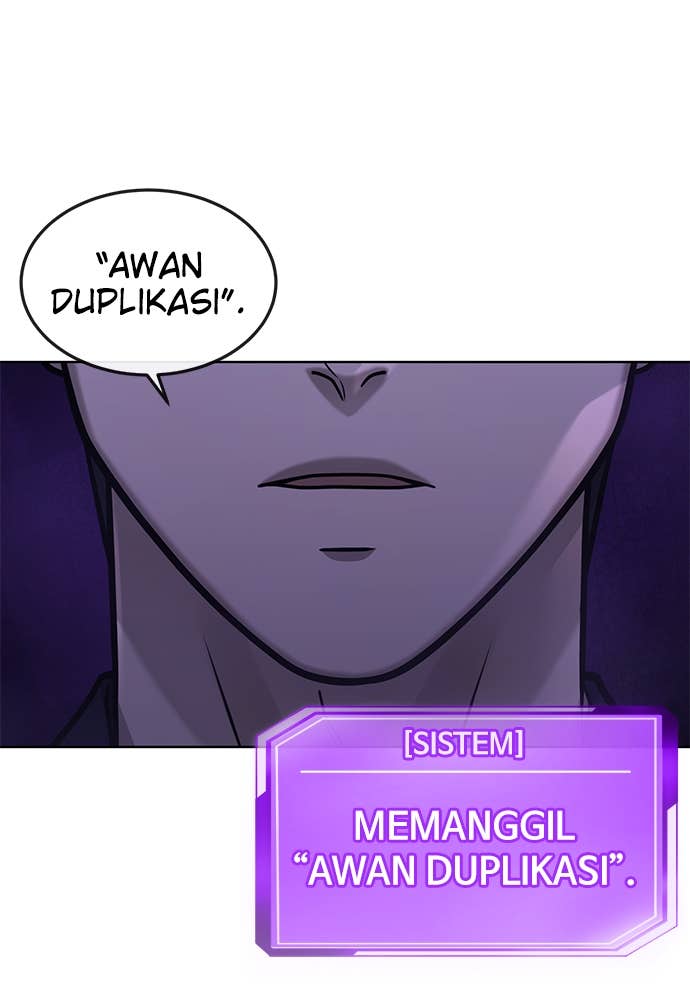 “AWAN
DUPLIKASI”.
[SISTEM]
MEMANGGIL
“AWAN DUPLIKASI”.